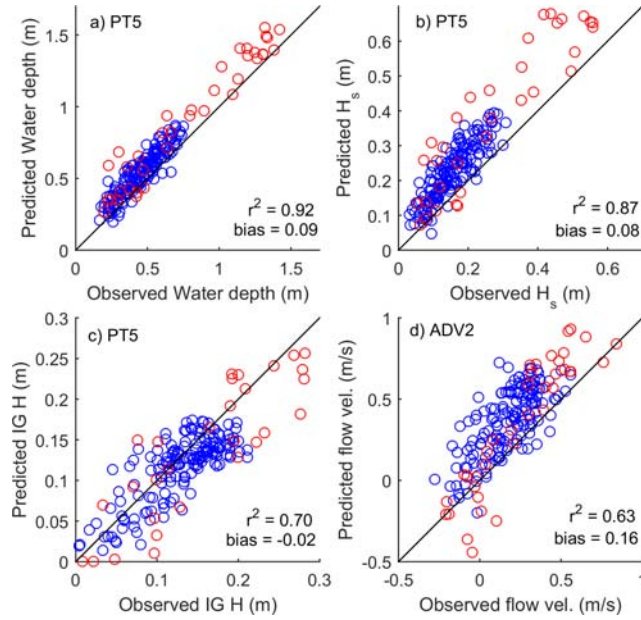 a) PT5
1.5
1
0.5
0
Predicted Water depth (m)
r² = 0.92
bias = 0.09
0 0.5 1 1.5
Observed Water depth (m)
b) PT5
0.6
0.5
0.4
0.3
0.2
0.1
0
Predicted Hₛ (m)
r² = 0.87
bias = 0.08
0 0.2 0.4 0.6
Observed Hₛ (m)
c) PT5
0.3
0.25
0.2
0.15
0.1
0.05
0
Predicted IG H (m)
r² = 0.70
bias = -0.02
0 0.1 0.2 0.3
Observed IG H (m)
d) ADV2
1
0.5
0
-0.5
Predicted flow vel. (m/s)
r² = 0.63
bias = 0.16
-0.5 0 0.5 1
Observed flow vel. (m/s)